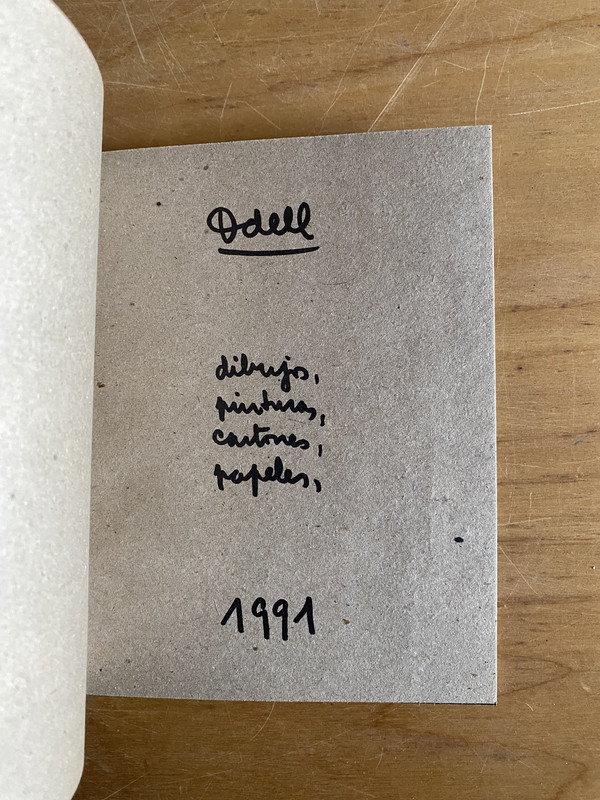 Odell
dibujos,
pinturas,
cartones,
papeles,
1991